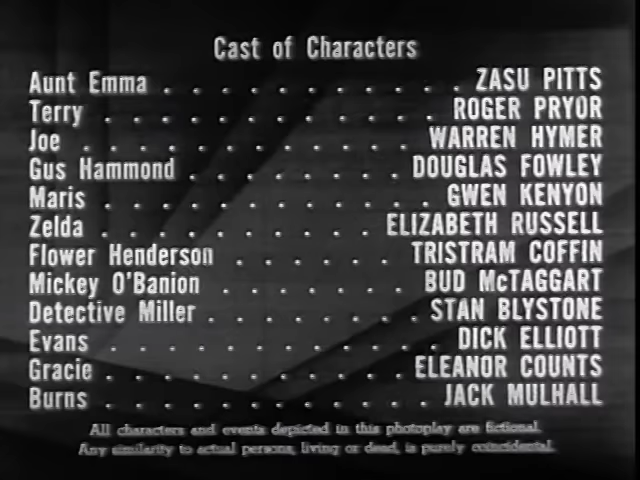 Cast of Characters
Aunt Emma . . . . . . . . . . . ZASU PITTS
Terry . . . . . . . . . . . . ROGER PRYOR
Joe . . . . . . . . . . . . WARREN HYMER
Gus Hammond . . . . . . . . DOUGLAS FOWLEY
Maris . . . . . . . . . . . . GWEN KENYON
Zelda . . . . . . . . . . ELIZABETH RUSSELL
Flower Henderson . . . . . . TRISTRAM COFFIN
Mickey O'Banion . . . . . . . BUD McTAGGART
Detective Miller . . . . . . . . STAN BLYSTONE
Evans . . . . . . . . . . . . DICK ELLIOTT
Gracie . . . . . . . . . . . ELEANOR COUNTS
Burns . . . . . . . . . . . . JACK MULHALL
All characters and events depicted in this photoplay are fictional.
Any similarity to actual persons, living or dead, is purely coincidental.